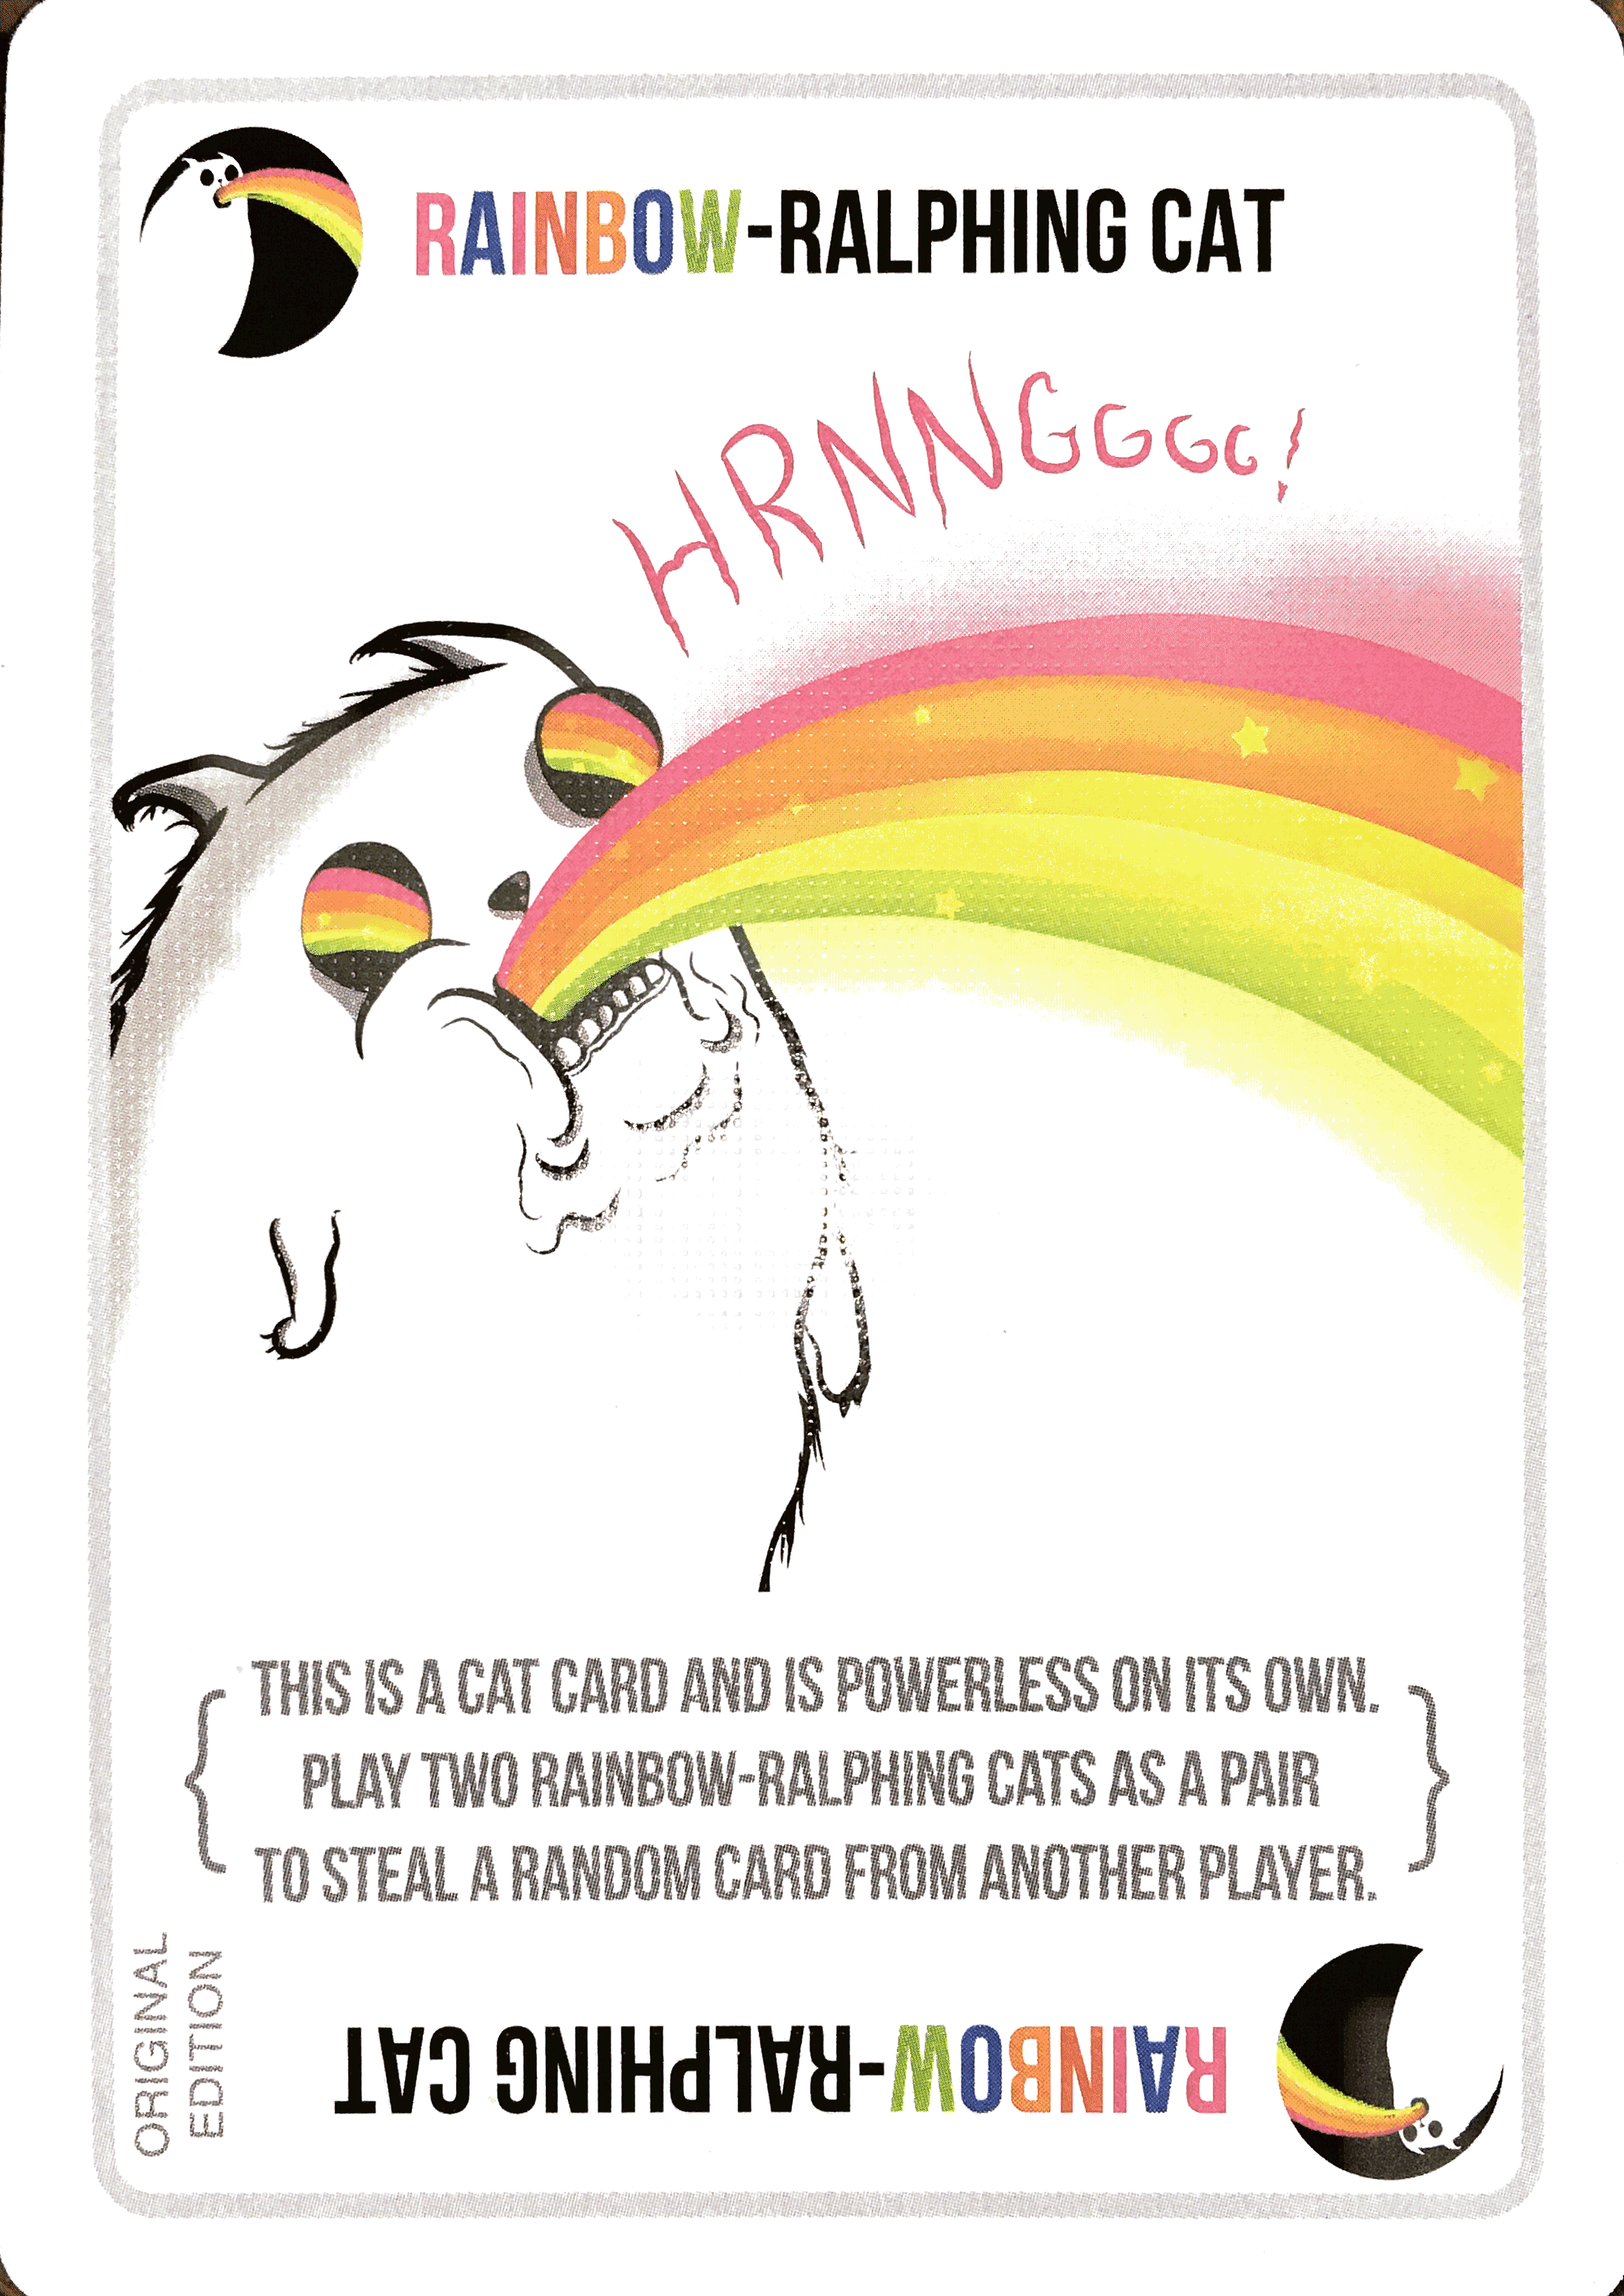 RAINBOW-RALPHING CAT
HRNNGGGG!
THIS IS A CAT CARD AND IS POWERLESS ON ITS OWN.
PLAY TWO RAINBOW-RALPHING CATS AS A PAIR
TO STEAL A RANDOM CARD FROM ANOTHER PLAYER.
ORIGINAL
EDITION
RAINBOW-RALPHING CAT